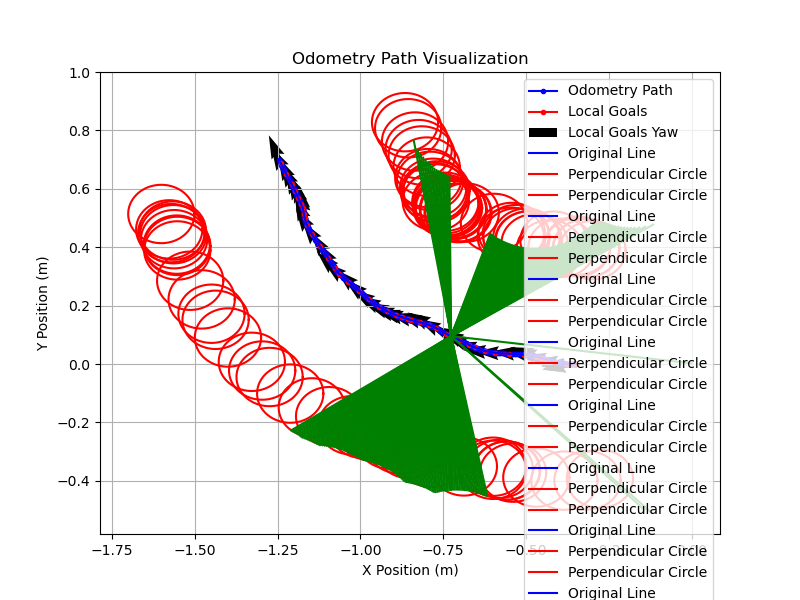 Odometry Path Visualization
Y Position (m)
1.0
0.8
0.6
0.4
0.2
0.0
−0.2
−0.4
−1.75
−1.50
−1.25
−1.00
−0.75
X Position (m)
Odometry Path
Local Goals
Local Goals Yaw
Original Line
Perpendicular Circle
Perpendicular Circle
Original Line
Perpendicular Circle
Perpendicular Circle
Original Line
Perpendicular Circle
Perpendicular Circle
Original Line
Perpendicular Circle
Perpendicular Circle
Original Line
Perpendicular Circle
Perpendicular Circle
Original Line
Perpendicular Circle
Perpendicular Circle
Original Line
Perpendicular Circle
Perpendicular Circle
Original Line